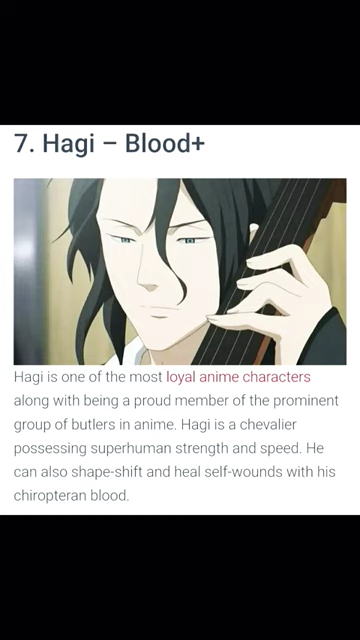 7. Hagi – Blood+
Hagi is one of the most loyal anime characters
along with being a proud member of the prominent
group of butlers in anime. Hagi is a chevalier
possessing superhuman strength and speed. He
can also shape-shift and heal self-wounds with his
chiropteran blood.